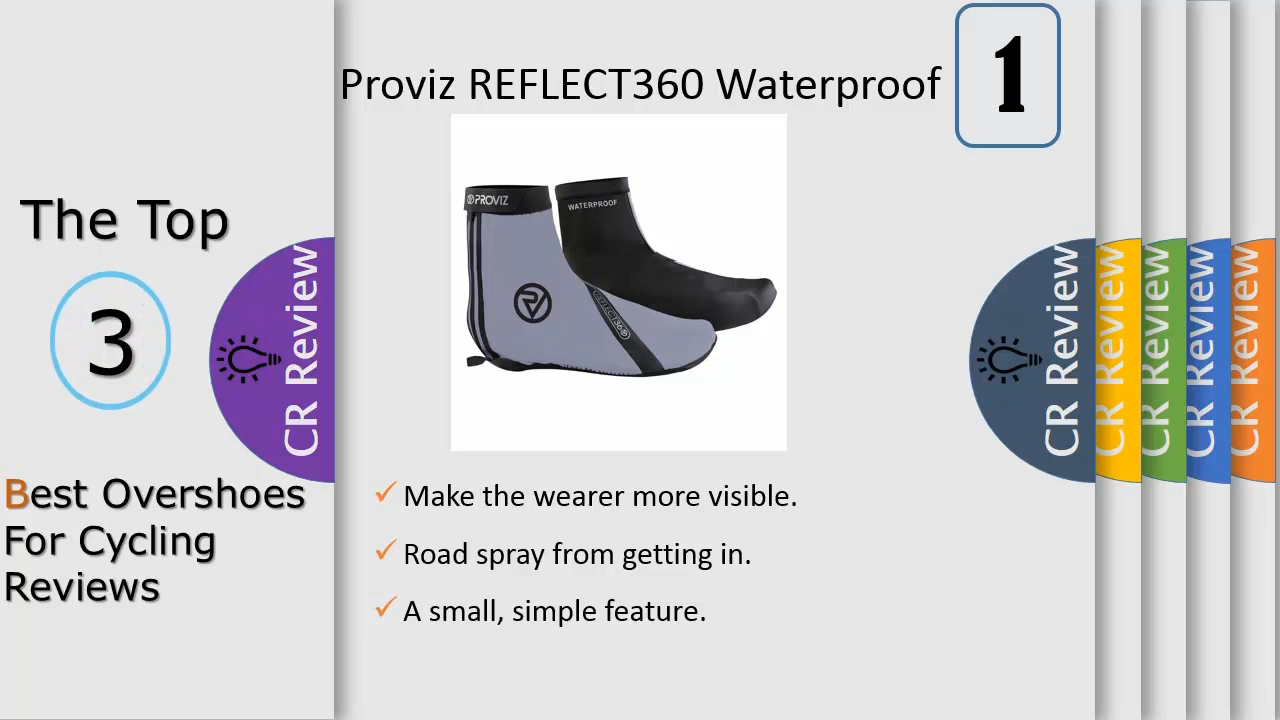 The Top
3
Best Overshoes
For Cycling
Reviews
CR Review
Proviz REFLECT360 Waterproof
1
PROVIZ
WATERPROOF
REFLECT360
Make the wearer more visible.
Road spray from getting in.
A small, simple feature.
CR Review
CR Review
CR Review
CR Review
CR Review